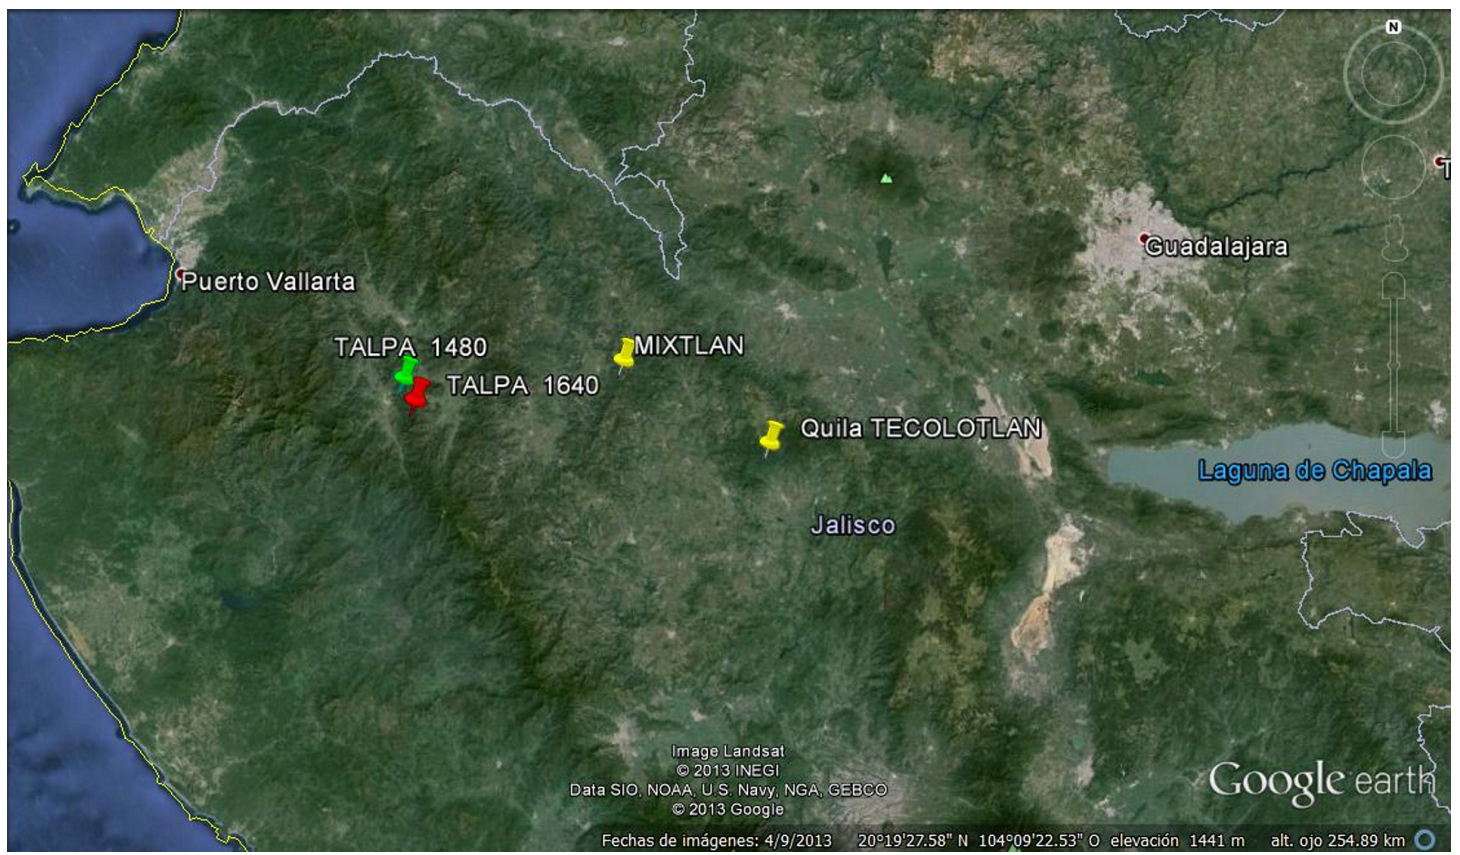 N
T
Guadalajara
Puerto Vallarta
TALPA 1480
MIXTLAN
TALPA 1640
Quila TECOLOTLAN
Laguna de Chapala
Jalisco
Image Landsat
© 2013 INEGI
Data SIO, NOAA, U.S. Navy, NGA, GEBCO
© 2013 Google
Google earth
Fechas de imágenes: 4/9/2013 20°19'27.58" N 104°09'22.53" O elevación 1441 m alt. ojo 254.89 km